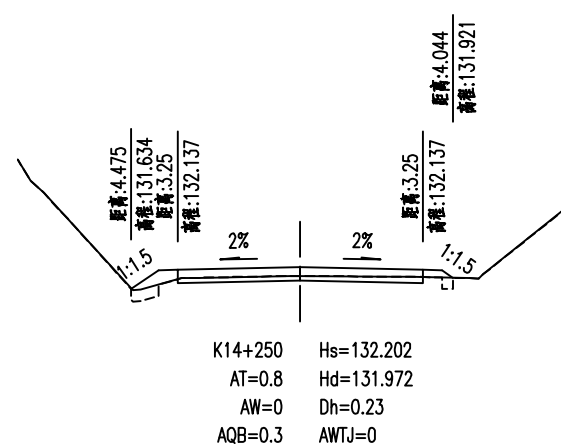 距离:4.044
高程:131.921
距离:4.475
高程:131.634
距离:3.25
高程:132.137
距离:3.25
高程:132.137
1:1.5
2%
2%
1:1.5
K14+250 Hs=132.202
AT=0.8 Hd=131.972
AW=0 Dh=0.23
AQB=0.3 AWTJ=0